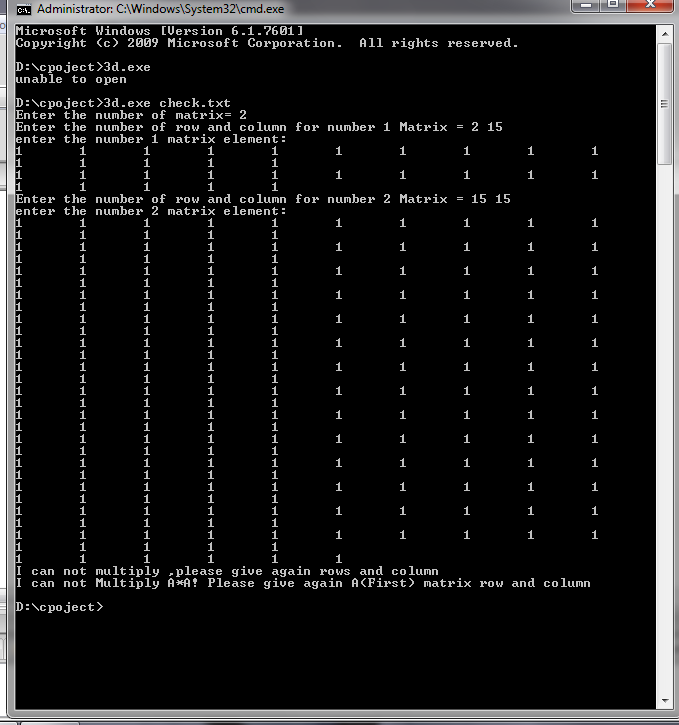 Administrator: C:\Windows\System32\cmd.exe
Microsoft Windows [Version 6.1.7601]
Copyright (c) 2009 Microsoft Corporation.  All rights reserved.
D:\cpoject>3d.exe
unable to open
D:\cpoject>3d.exe check.txt
Enter the number of matrix= 2
Enter the number of row and column for number 1 Matrix = 2 15
enter the number 1 matrix element:
1 1 1 1 1 1 1 1 1 1
1 1 1 1 1
1 1 1 1 1 1 1 1 1 1
1 1 1 1 1
Enter the number of row and column for number 2 Matrix = 15 15
enter the number 2 matrix element:
1 1 1 1 1 1 1 1 1 1
1 1 1 1 1
1 1 1 1 1 1 1 1 1 1
1 1 1 1 1
1 1 1 1 1 1 1 1 1 1
1 1 1 1 1
1 1 1 1 1 1 1 1 1 1
1 1 1 1 1
1 1 1 1 1 1 1 1 1 1
1 1 1 1 1
1 1 1 1 1 1 1 1 1 1
1 1 1 1 1
1 1 1 1 1 1 1 1 1 1
1 1 1 1 1
1 1 1 1 1 1 1 1 1 1
1 1 1 1 1
1 1 1 1 1 1 1 1 1 1
1 1 1 1 1
1 1 1 1 1 1 1 1 1 1
1 1 1 1 1
1 1 1 1 1 1 1 1 1 1
1 1 1 1 1
1 1 1 1 1 1 1 1 1 1
1 1 1 1 1
1 1 1 1 1 1 1 1 1 1
1 1 1 1 1
1 1 1 1 1 1 1 1 1 1
1 1 1 1 1
1 1 1 1 1 1
I can not multiply ,please give again rows and column
I can not Multiply A*A! Please give again A(First) matrix row and column
D:\cpoject>